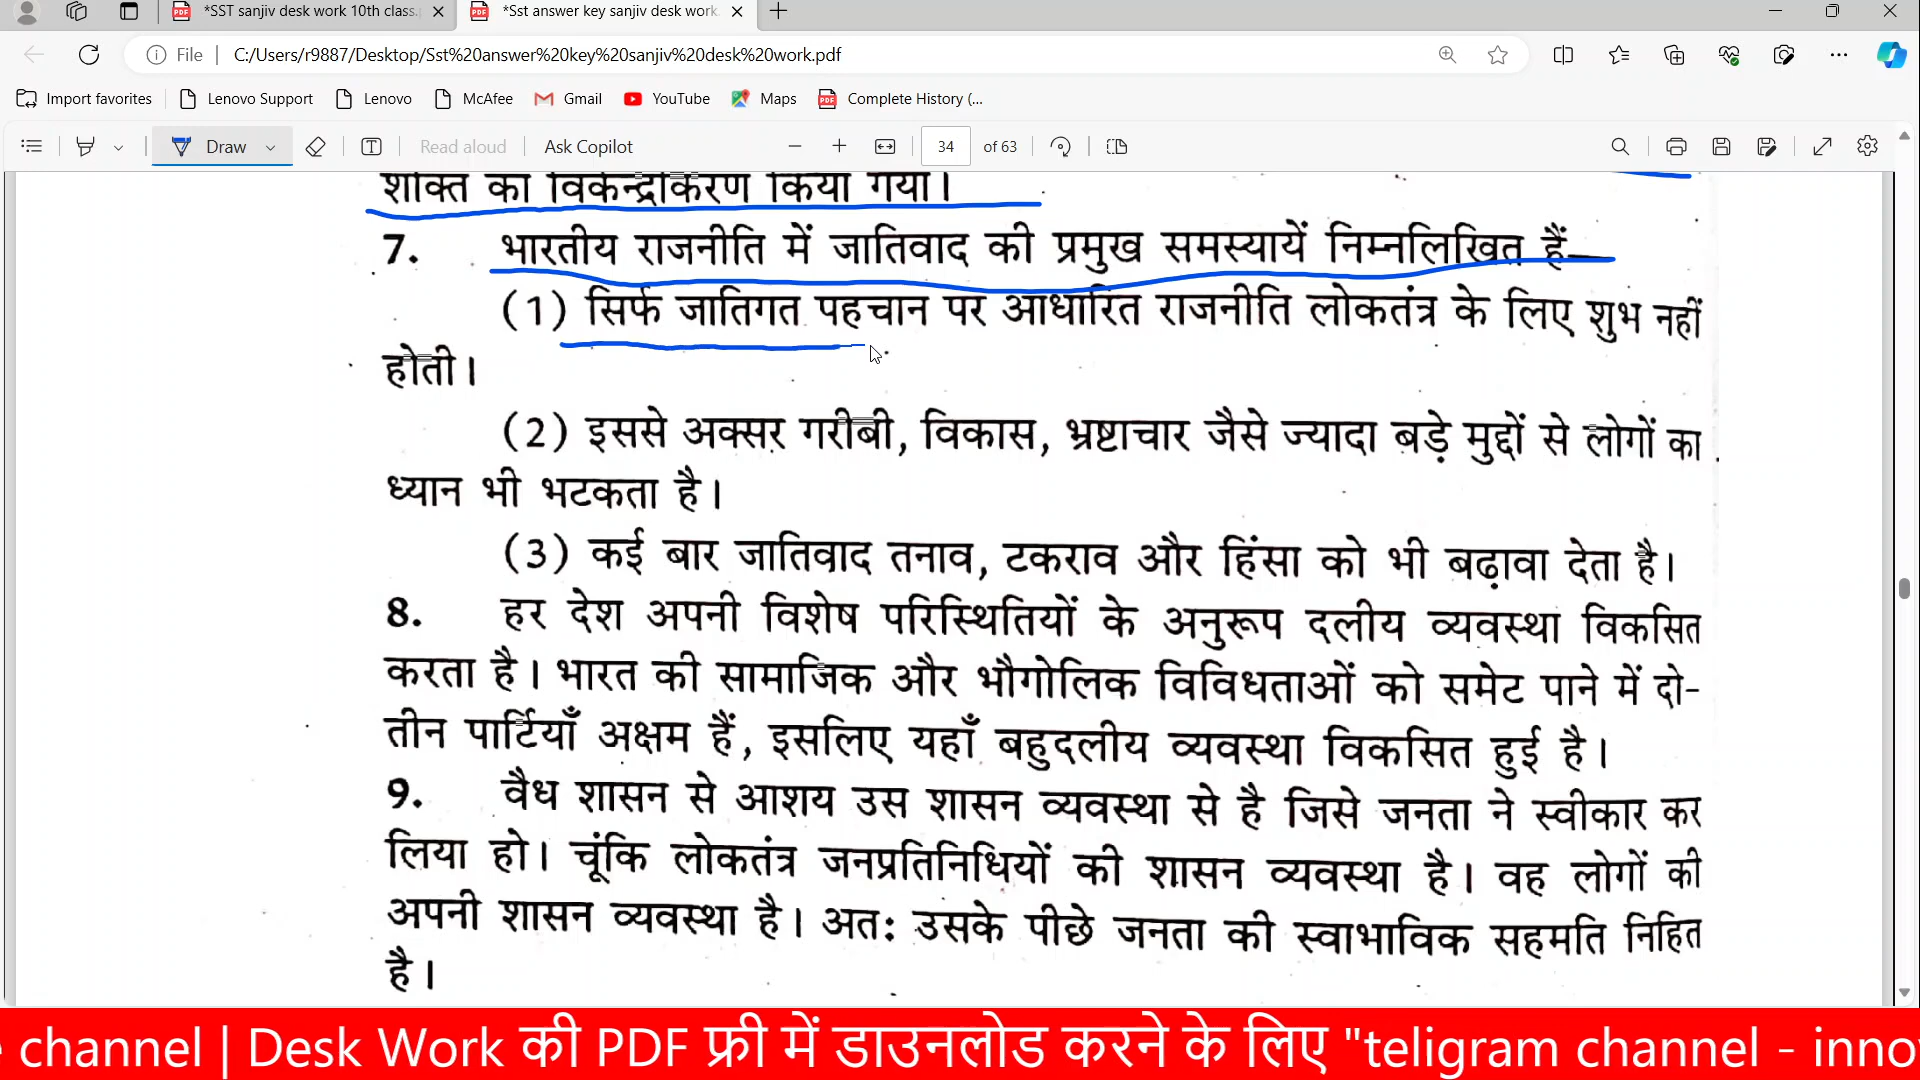 *SST sanjiv desk work 10th class.p
*Sst answer key sanjiv desk work.
File
C:/Users/r9887/Desktop/Sst%20answer%20key%20sanjiv%20desk%20work.pdf
Import favorites
Lenovo Support
Lenovo
McAfee
Gmail
YouTube
Maps
Complete History (...
Draw
Read aloud
Ask Copilot
34 of 63
शक्ति का विकेन्द्रीकरण किया गया।
7. भारतीय राजनीति में जातिवाद की प्रमुख समस्यायें निम्नलिखित हैं—
(1) सिर्फ जातिगत पहचान पर आधारित राजनीति लोकतंत्र के लिए शुभ नहीं
होती।
(2) इससे अक्सर गरीबी, विकास, भ्रष्टाचार जैसे ज्यादा बड़े मुद्दों से लोगों का
ध्यान भी भटकता है।
(3) कई बार जातिवाद तनाव, टकराव और हिंसा को भी बढ़ावा देता है।
8. हर देश अपनी विशेष परिस्थितियों के अनुरूप दलीय व्यवस्था विकसित
करता है। भारत की सामाजिक और भौगोलिक विविधताओं को समेट पाने में दो-
तीन पार्टियाँ अक्षम हैं, इसलिए यहाँ बहुदलीय व्यवस्था विकसित हुई है।
9. वैध शासन से आशय उस शासन व्यवस्था से है जिसे जनता ने स्वीकार कर
लिया हो। चूंकि लोकतंत्र जनप्रतिनिधियों की शासन व्यवस्था है। वह लोगों की
अपनी शासन व्यवस्था है। अतः उसके पीछे जनता की स्वाभाविक सहमति निहित
है।
channel | Desk Work की PDF फ्री में डाउनलोड करने के लिए "teligram channel - inno